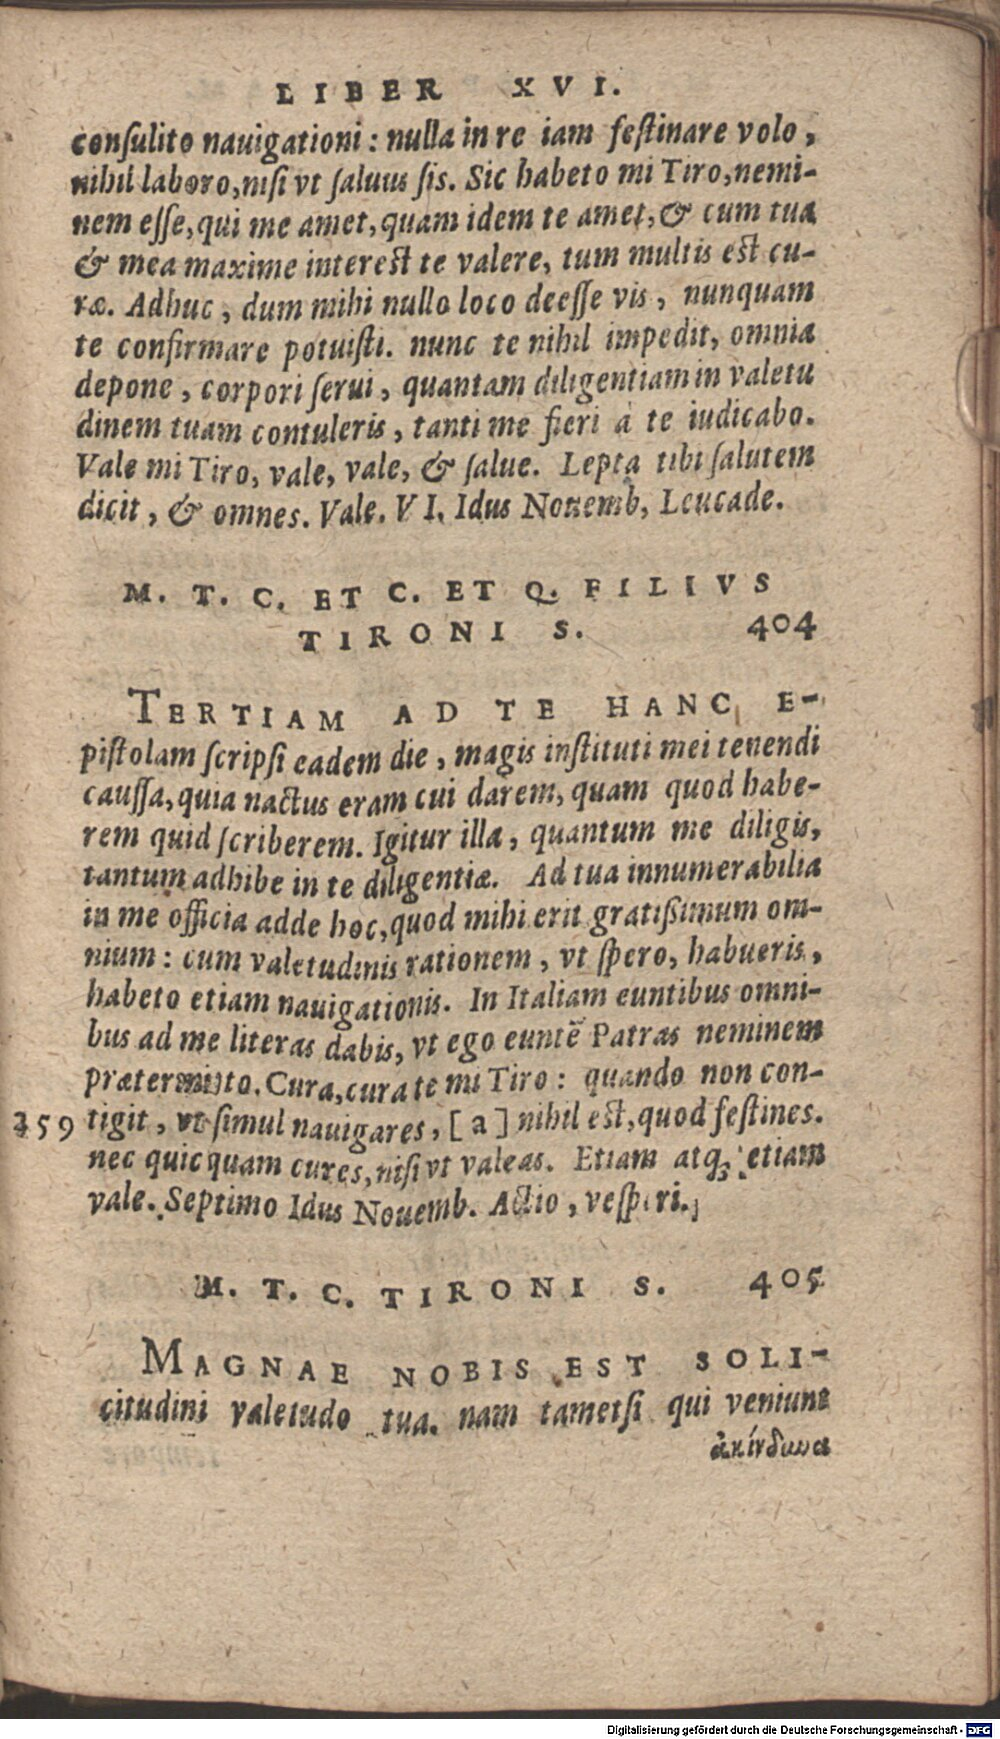 LIBER XVI.
consulito nauigationi: nulla in re iam festinare volo,
nihil laboro, nisi vt saluus sis. Sic habeto mi Tiro, nemi-
nem esse, qui me amet, quam idem te amet, & cum tua
& mea maxime interest te valere, tum multis est cu-
ræ. Adhuc, dum mihi nullo loco deesse vis, nunquam
te confirmare potuisti. nunc te nihil impedit, omnia
depone, corpori serui, quantam diligentiam in valetu
dinem tuam contuleris, tanti me fieri à te iudicabo.
Vale mi Tiro, vale, vale, & salue. Lepta tibi salutem
dicit, & omnes. Vale. VI. Idus Nouemb, Leucade.
M. T. C. ET C. ET Q. FILIVS
TIRONI S. 404
TERTIAM AD TE HANC E-
pistolam scripsi eadem die, magis instituti mei tenendi
caussa, quia nactus eram cui darem, quam quod habe-
rem quid scriberem. Igitur illa, quantum me diligis,
tantum adhibe in te diligentiæ. Ad tua innumerabilia
in me officia adde hoc, quod mihi erit gratissimum om-
nium: cum valetudinis rationem, vt spero, habueris,
habeto etiam nauigationis. In Italiam euntibus omni-
bus ad me literas dabis, vt ego euntē Patras neminem
prætermitto. Cura, cura te mi Tiro: quando non con-
259 tigit, vt simul nauigares, [a] nihil est, quod festines.
nec quicquam cures, nisi vt valeas. Etiam atq; etiam
vale. Septimo Idus Nouemb. Actio, vesperi.
M. T. C. TIRONI S. 405
MAGNAE NOBIS EST SOLI-
citudini valetudo tua. nam tametsi qui veniunt
ἀκίνδυνα
Digitalisierung gefördert durch die Deutsche Forschungsgemeinschaft - DFG